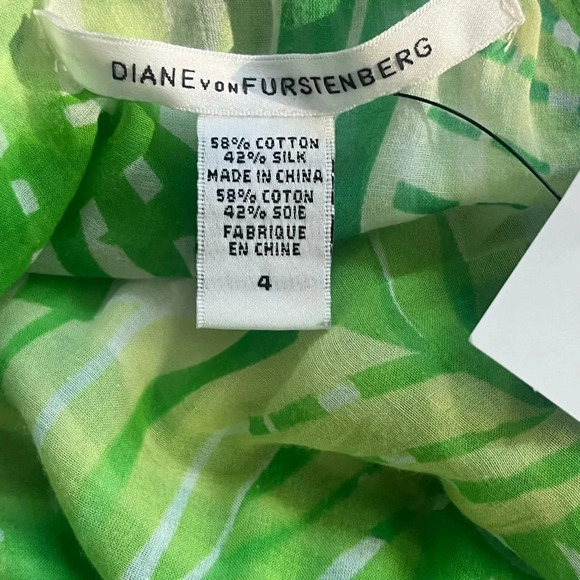 DIANE VON FURSTENBERG
58% COTTON
42% SILK
MADE IN CHINA
58% COTON
42% SOIE
FABRIQUE
EN CHINE
4